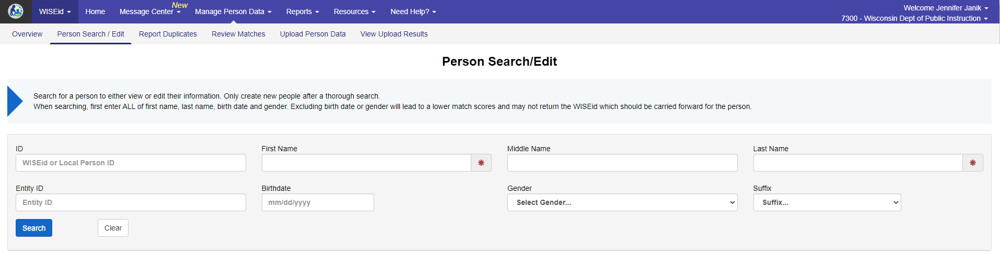 New
WISEid Home Message Center Manage Person Data Reports Resources Need Help? Welcome Jennifer Janik
7300 - Wisconsin Dept of Public Instruction
Overview Person Search / Edit Report Duplicates Review Matches Upload Person Data View Upload Results
Person Search/Edit
Search for a person to either view or edit their information. Only create new people after a thorough search.
When searching, first enter ALL of first name, last name, birth date and gender. Excluding birth date or gender will lead to a lower match scores and may not return the WISEid which should be carried forward for the person.
ID First Name Middle Name Last Name
WISEid or Local Person ID
Entity ID Birthdate Gender Suffix
Entity ID mm/dd/yyyy Select Gender... Suffix...
Search Clear